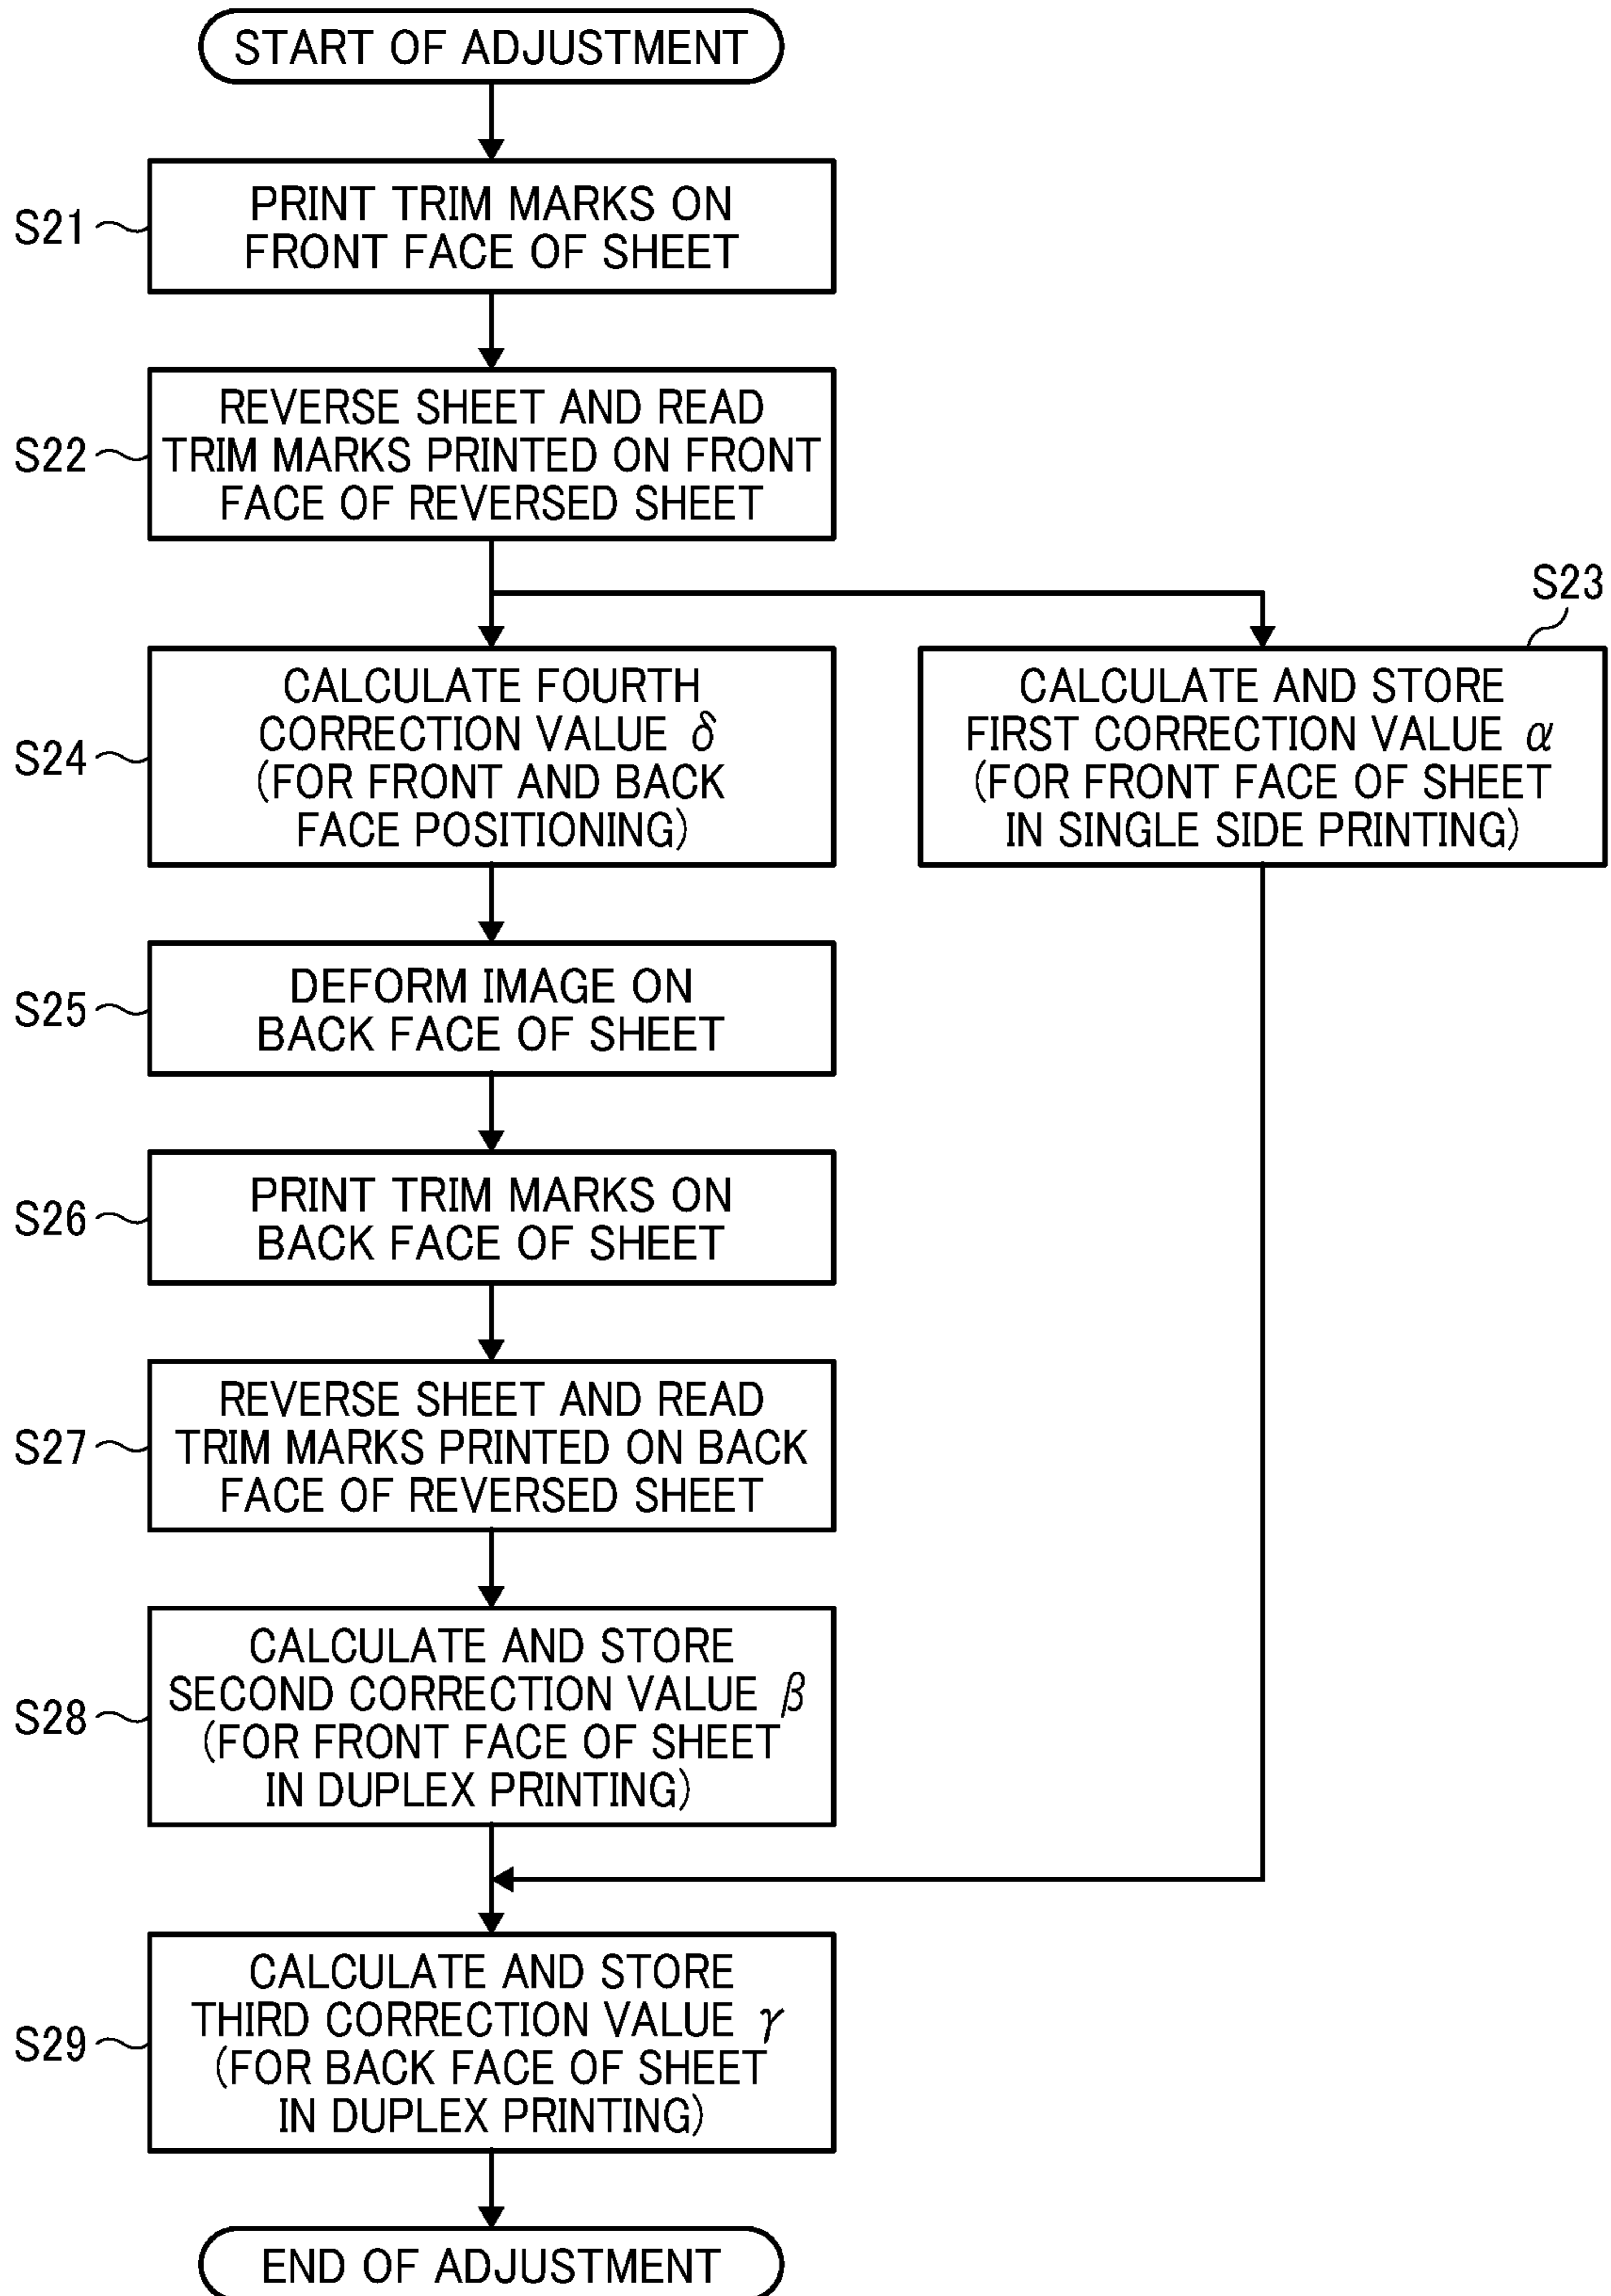 START OF ADJUSTMENT
S21
PRINT TRIM MARKS ON
FRONT FACE OF SHEET
S22
REVERSE SHEET AND READ
TRIM MARKS PRINTED ON FRONT
FACE OF REVERSED SHEET
S23
CALCULATE AND STORE
FIRST CORRECTION VALUE α
(FOR FRONT FACE OF SHEET
IN SINGLE SIDE PRINTING)
S24
CALCULATE FOURTH
CORRECTION VALUE δ
(FOR FRONT AND BACK
FACE POSITIONING)
S25
DEFORM IMAGE ON
BACK FACE OF SHEET
S26
PRINT TRIM MARKS ON
BACK FACE OF SHEET
S27
REVERSE SHEET AND READ
TRIM MARKS PRINTED ON BACK
FACE OF REVERSED SHEET
S28
CALCULATE AND STORE
SECOND CORRECTION VALUE β
(FOR FRONT FACE OF SHEET
IN DUPLEX PRINTING)
S29
CALCULATE AND STORE
THIRD CORRECTION VALUE γ
(FOR BACK FACE OF SHEET
IN DUPLEX PRINTING)
END OF ADJUSTMENT